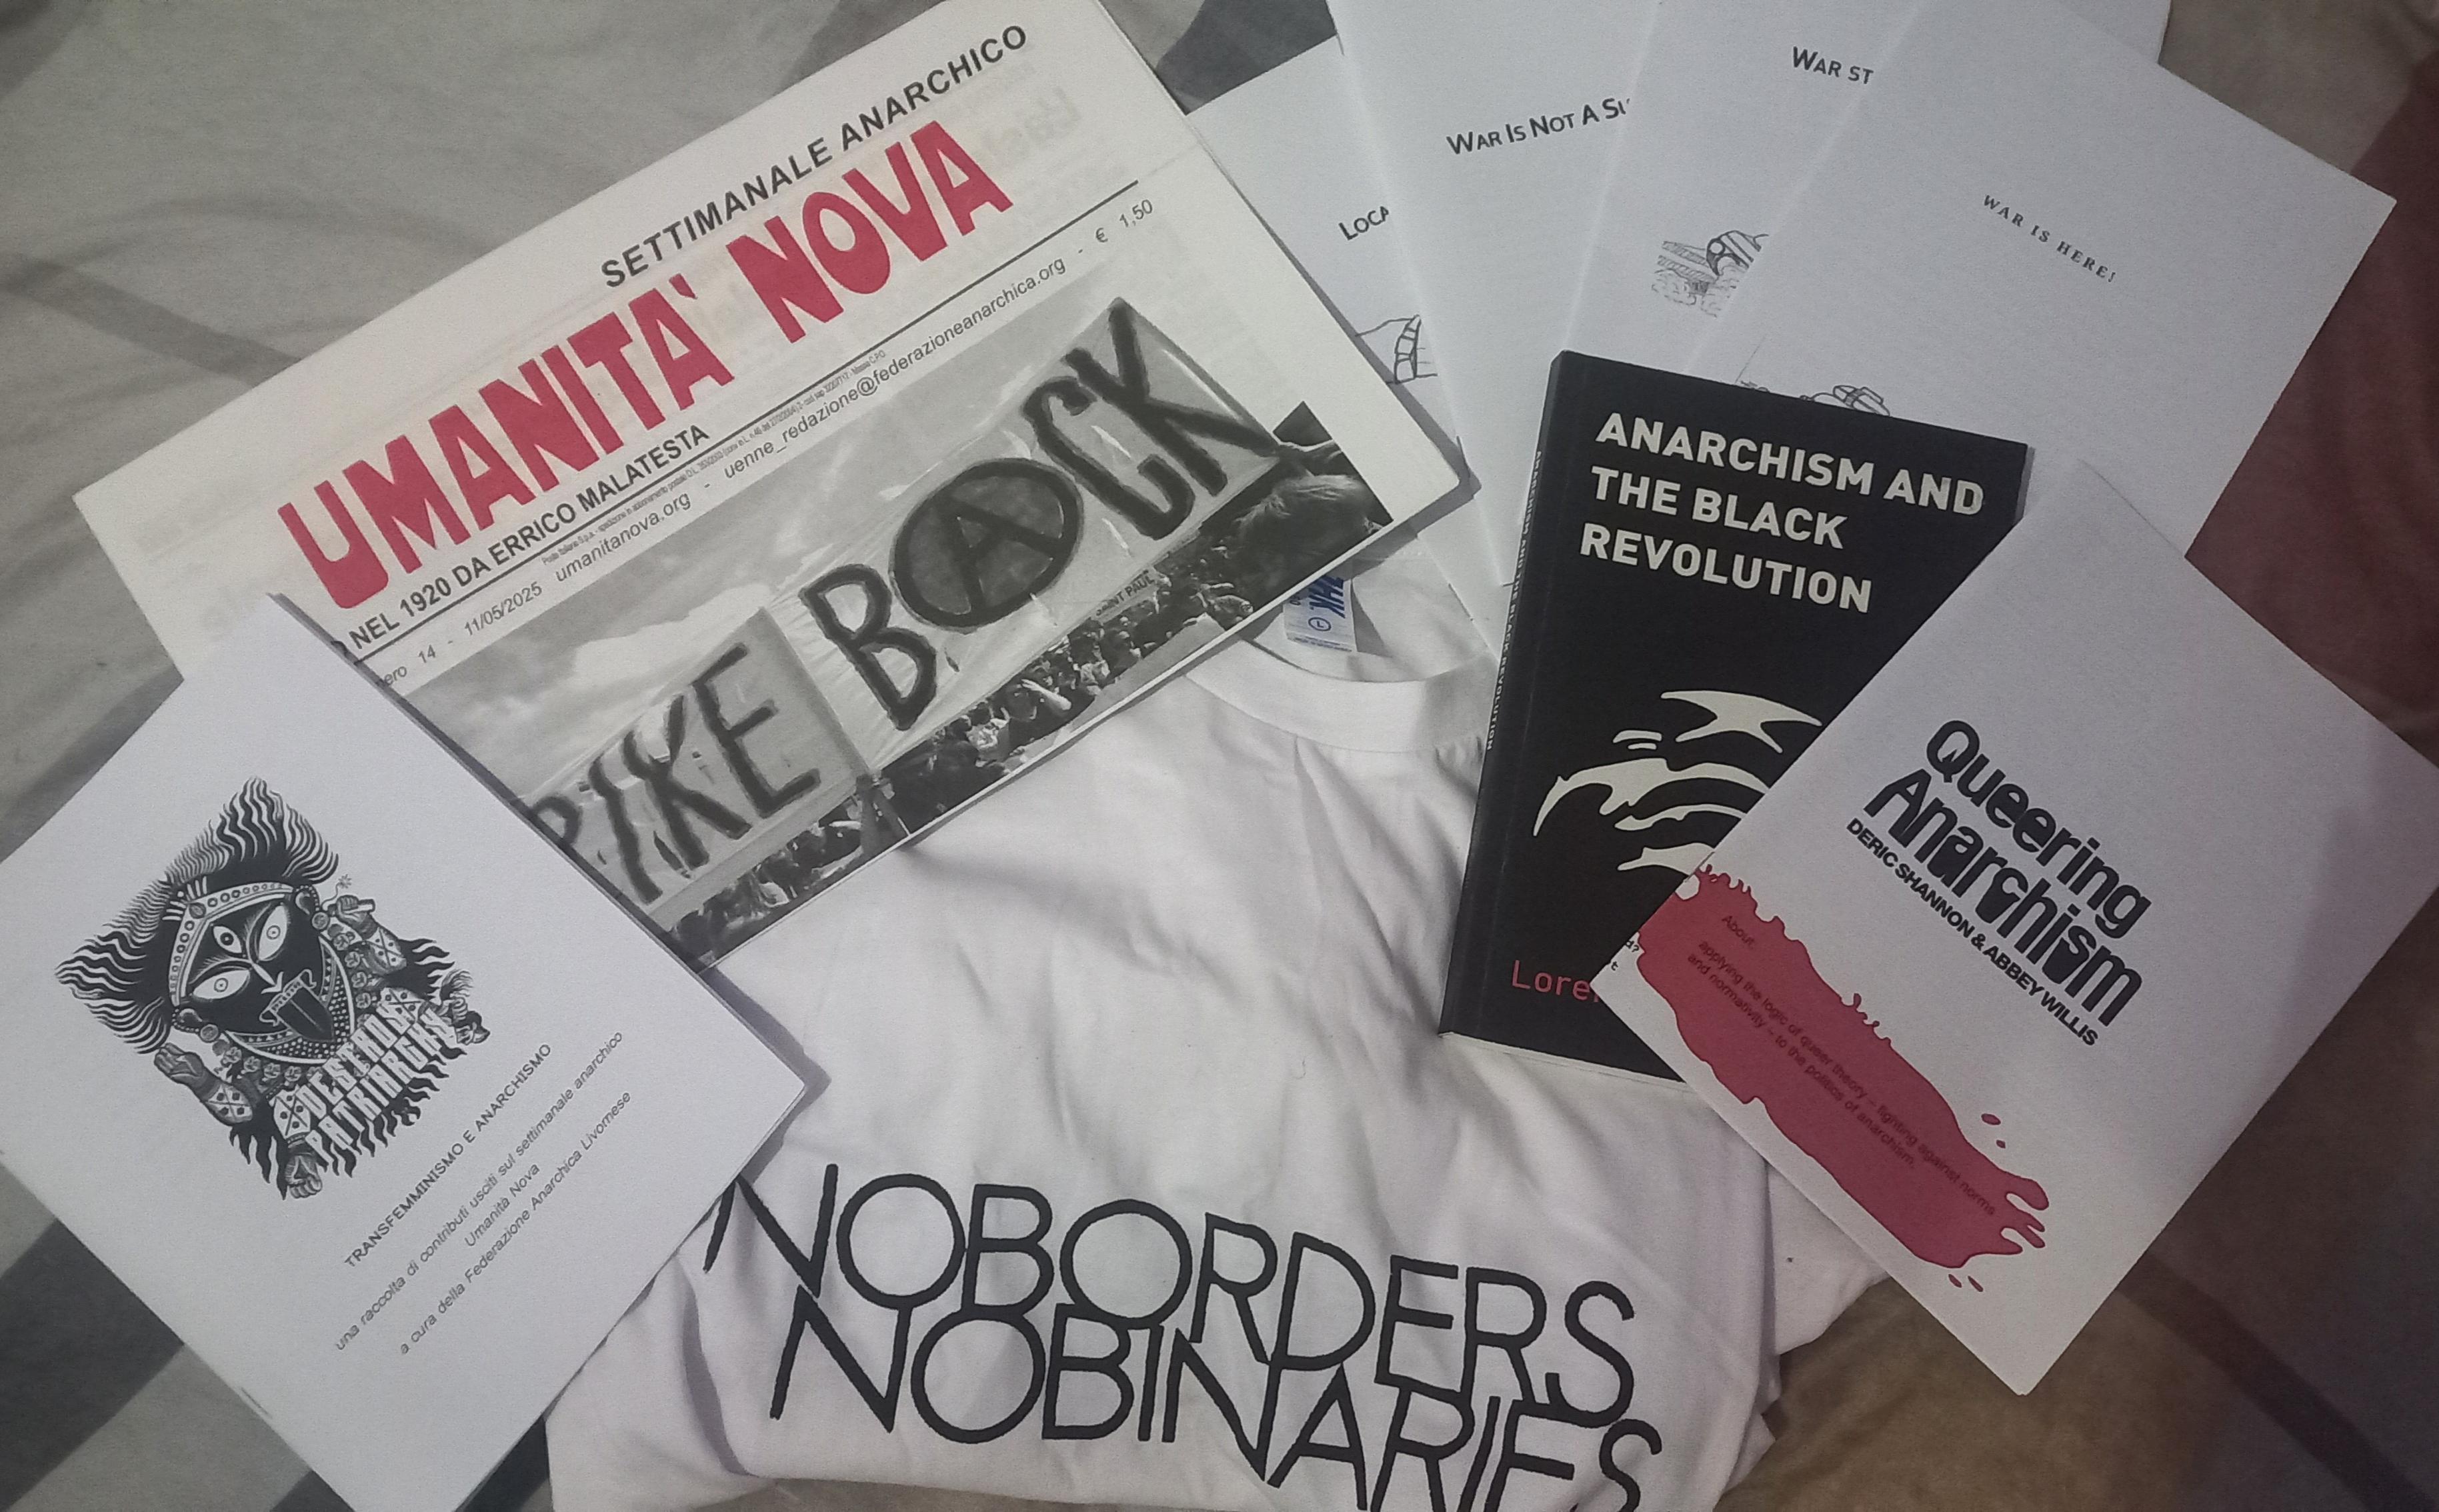 SETTIMANALE ANARCHICO
UMANITA' NOVA
NEL 1920 DA ERRICO MALATESTA
14 - 11/05/2025 umanitanova.org - uenne_redazione@federazioneanarchica.org - € 1,50
IKE BACK
SAINT PAUL
WAR IS NOT A
WAR
WAR IS HERE!
ANARCHISM AND
THE BLACK
REVOLUTION
Queering
Anarchism
DERIC SHANNON & ABBEY WILLIS
About:
applying the logic of queer theory – fighting against norms
and normativity – to the politics of anarchism.
DESTROY
PATRIARCHY
TRANSFEMMINISMO E ANARCHISMO
una raccolta di contributi usciti sul settimanale anarchico
Umanità Nova
a cura della Federazione Anarchica Livornese
NOBORDERS
NOBINARIES